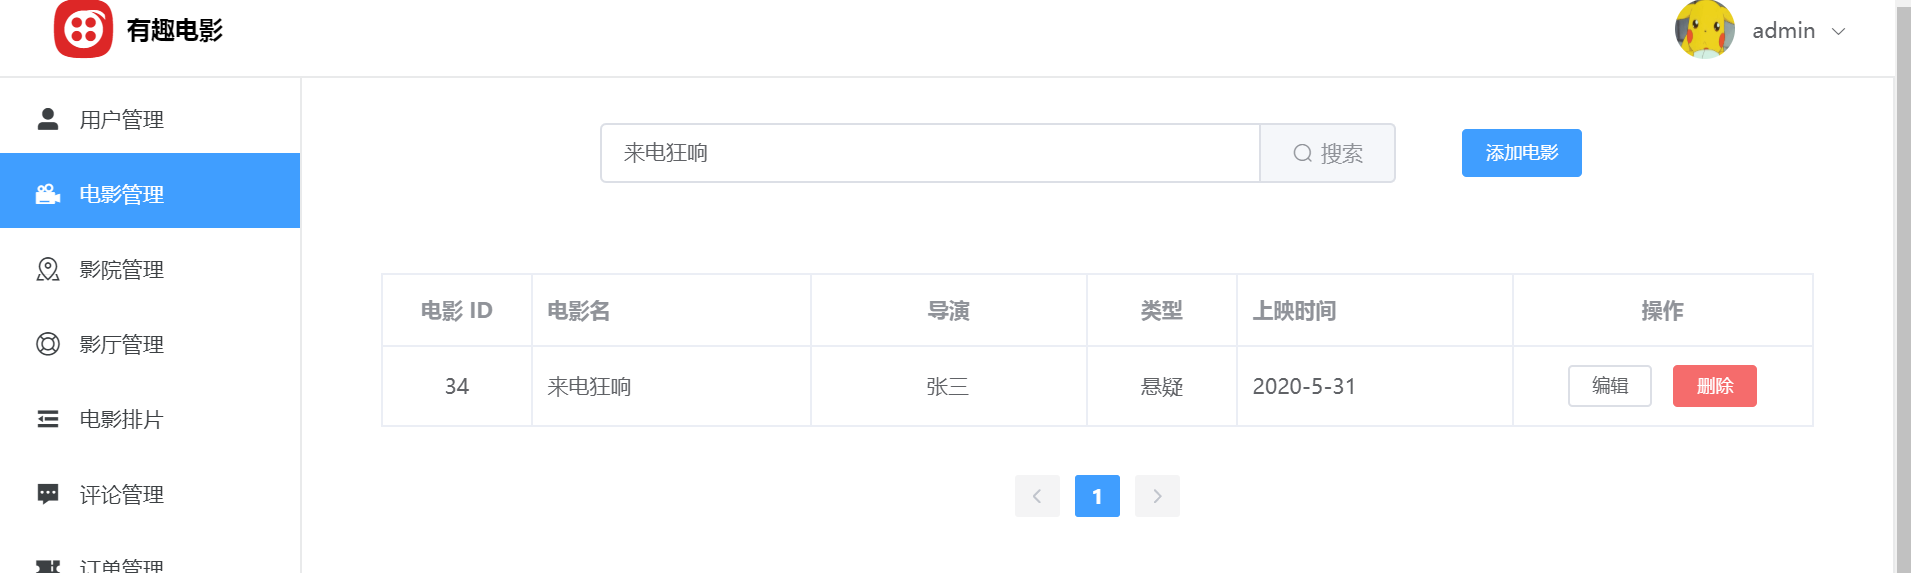 有趣电影
admin
用户管理
电影管理
影院管理
影厅管理
电影排片
评论管理
订单管理
来电狂响
搜索
添加电影
电影 ID 电影名 导演 类型 上映时间 操作
34 来电狂响 张三 悬疑 2020-5-31 编辑 删除
1